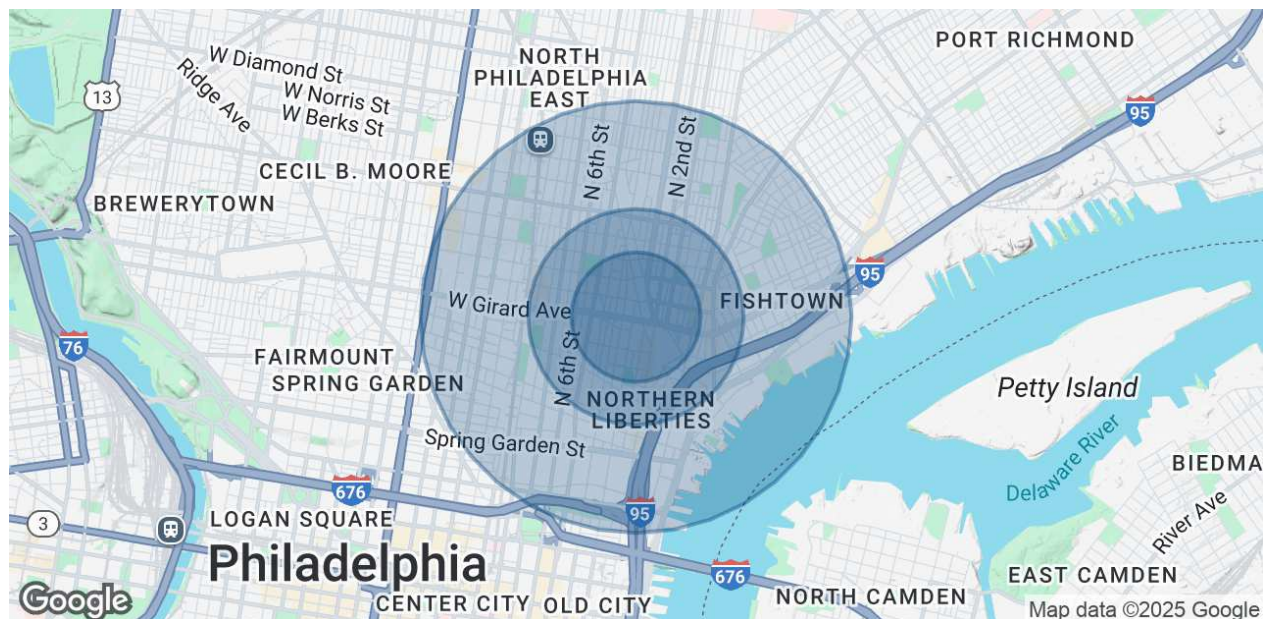 PORT RICHMOND
W Diamond St
NORTH
PHILADELPHIA
EAST
Ridge Ave
13
W Norris St
W Berks St
95
N 6th St
N 2nd St
CECIL B. MOORE
BREWERYTOWN
95
W Girard Ave
FISHTOWN
76
FAIRMOUNT
SPRING GARDEN
N 6th St
Petty Island
NORTHERN
LIBERTIES
Spring Garden St
Delaware River
BIEDMA
676
95
3
LOGAN SQUARE
River Ave
Philadelphia
676
EAST CAMDEN
Google
CENTER CITY
OLD CITY
NORTH CAMDEN
Map data ©2025 Google